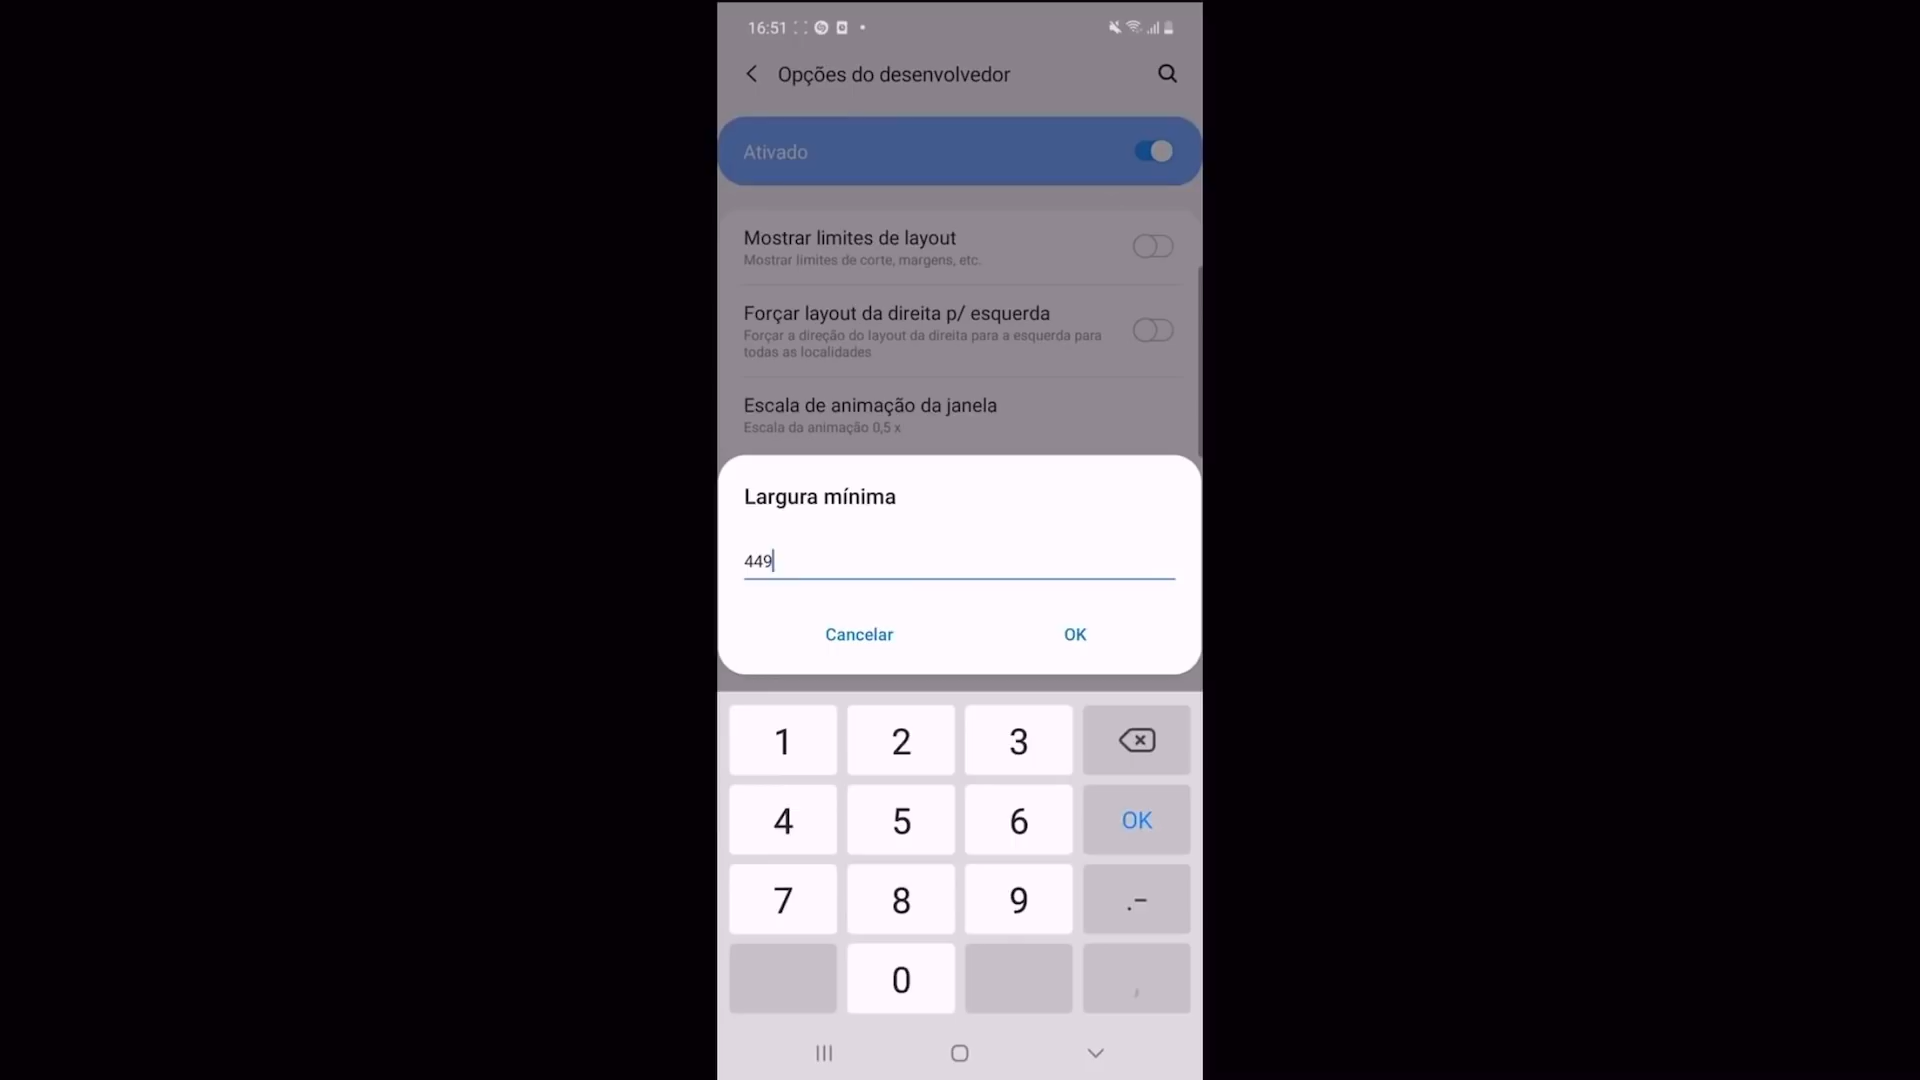 16:51
Opções do desenvolvedor
Ativado
Mostrar limites de layout
Mostrar limites de corte, margens, etc.
Forçar layout da direita p/ esquerda
Forçar a direção do layout da direita para a esquerda para
todas as localidades
Escala de animação da janela
Escala da animação 0,5 x
Largura mínima
449
Cancelar OK
1 2 3
4 5 6 OK
7 8 9 .-
0 ,